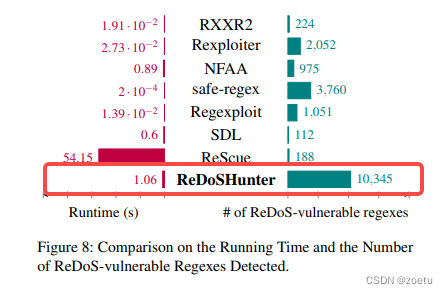 1.91·10⁻² RXXR2 224
2.73·10⁻² Rexploiter 2,052
0.89 NFAA 975
2·10⁻⁴ safe-regex 3,760
1.39·10⁻² Regexploit 1,051
0.6 SDL 112
54.15 ReScue 188
1.06 ReDoSHunter 10,345
Runtime (s) # of ReDoS-vulnerable regexes
Figure 8: Comparison on the Running Time and the Number
of ReDoS-vulnerable Regexes Detected.
CSDN @zoetu